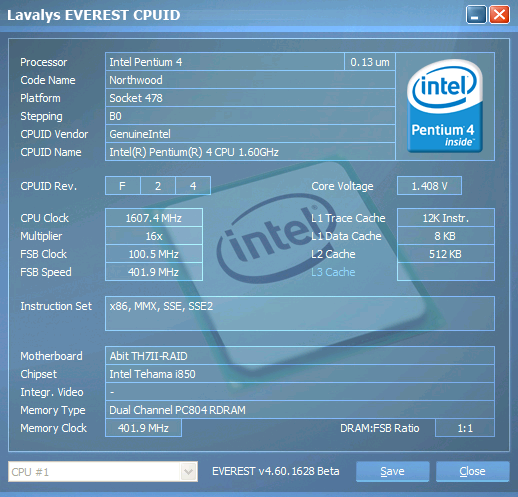 Lavalys EVEREST CPUID
Processor Intel Pentium 4 0.13 um
Code Name Northwood
Platform Socket 478
Stepping B0
CPUID Vendor GenuineIntel
CPUID Name Intel(R) Pentium(R) 4 CPU 1.60GHz
intel
Pentium 4
inside™
CPUID Rev. F 2 4 Core Voltage 1.408 V
CPU Clock 1607.4 MHz L1 Trace Cache 12K Instr.
Multiplier 16x L1 Data Cache 8 KB
FSB Clock 100.5 MHz L2 Cache 512 KB
FSB Speed 401.9 MHz L3 Cache
intel
Instruction Set x86, MMX, SSE, SSE2
Motherboard Abit TH7II-RAID
Chipset Intel Tehama i850
Integr. Video -
Memory Type Dual Channel PC804 RDRAM
Memory Clock 401.9 MHz DRAM:FSB Ratio 1:1
CPU #1 EVEREST v4.60.1628 Beta Save Close